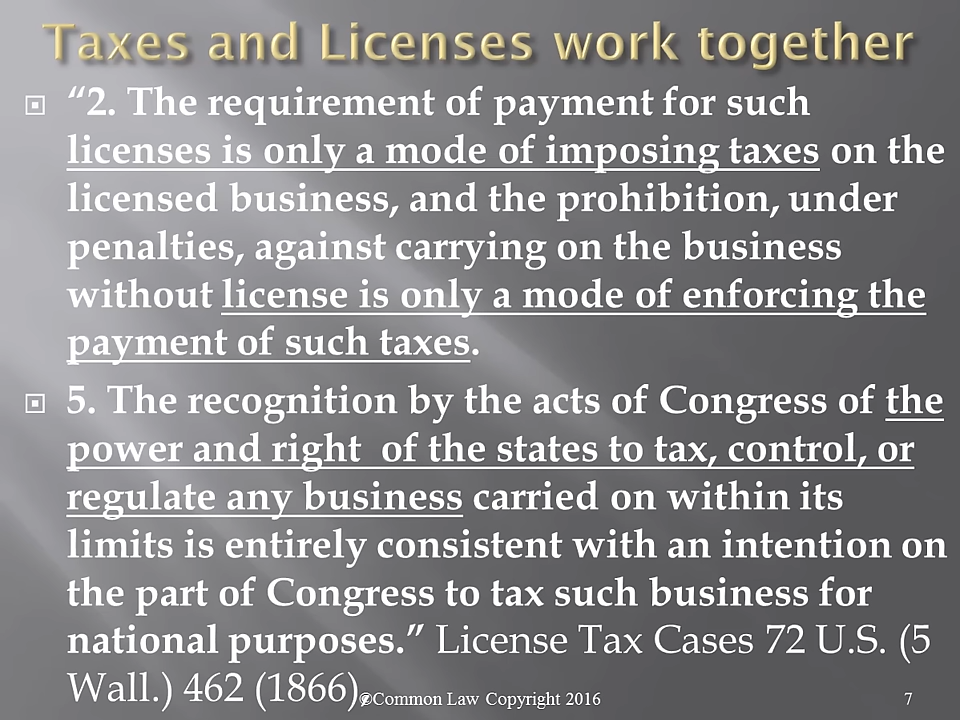 Taxes and Licenses work together
“2. The requirement of payment for such
licenses is only a mode of imposing taxes on the
licensed business, and the prohibition, under
penalties, against carrying on the business
without license is only a mode of enforcing the
payment of such taxes.
5. The recognition by the acts of Congress of the
power and right  of the states to tax, control, or
regulate any business carried on within its
limits is entirely consistent with an intention on
the part of Congress to tax such business for
national purposes.” License Tax Cases 72 U.S. (5
Wall.) 462 (1866)
©Common Law Copyright 2016
7